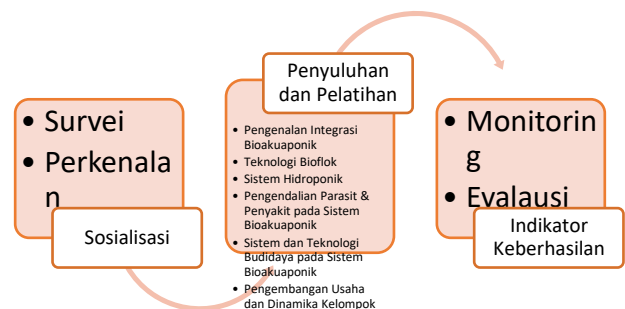 • Survei
• Perkenala
n
Sosialisasi
Penyuluhan
dan Pelatihan
• Pengenalan Integrasi
Bioakuaponik
• Teknologi Bioflok
• Sistem Hidroponik
• Pengendalian Parasit &
Penyakit pada Sistem
Bioakuaponik
• Sistem dan Teknologi
Budidaya pada Sistem
Bioakuaponik
• Pengembangan Usaha
dan Dinamika Kelompok
• Monitorin
g
• Evalausi
Indikator
Keberhasilan